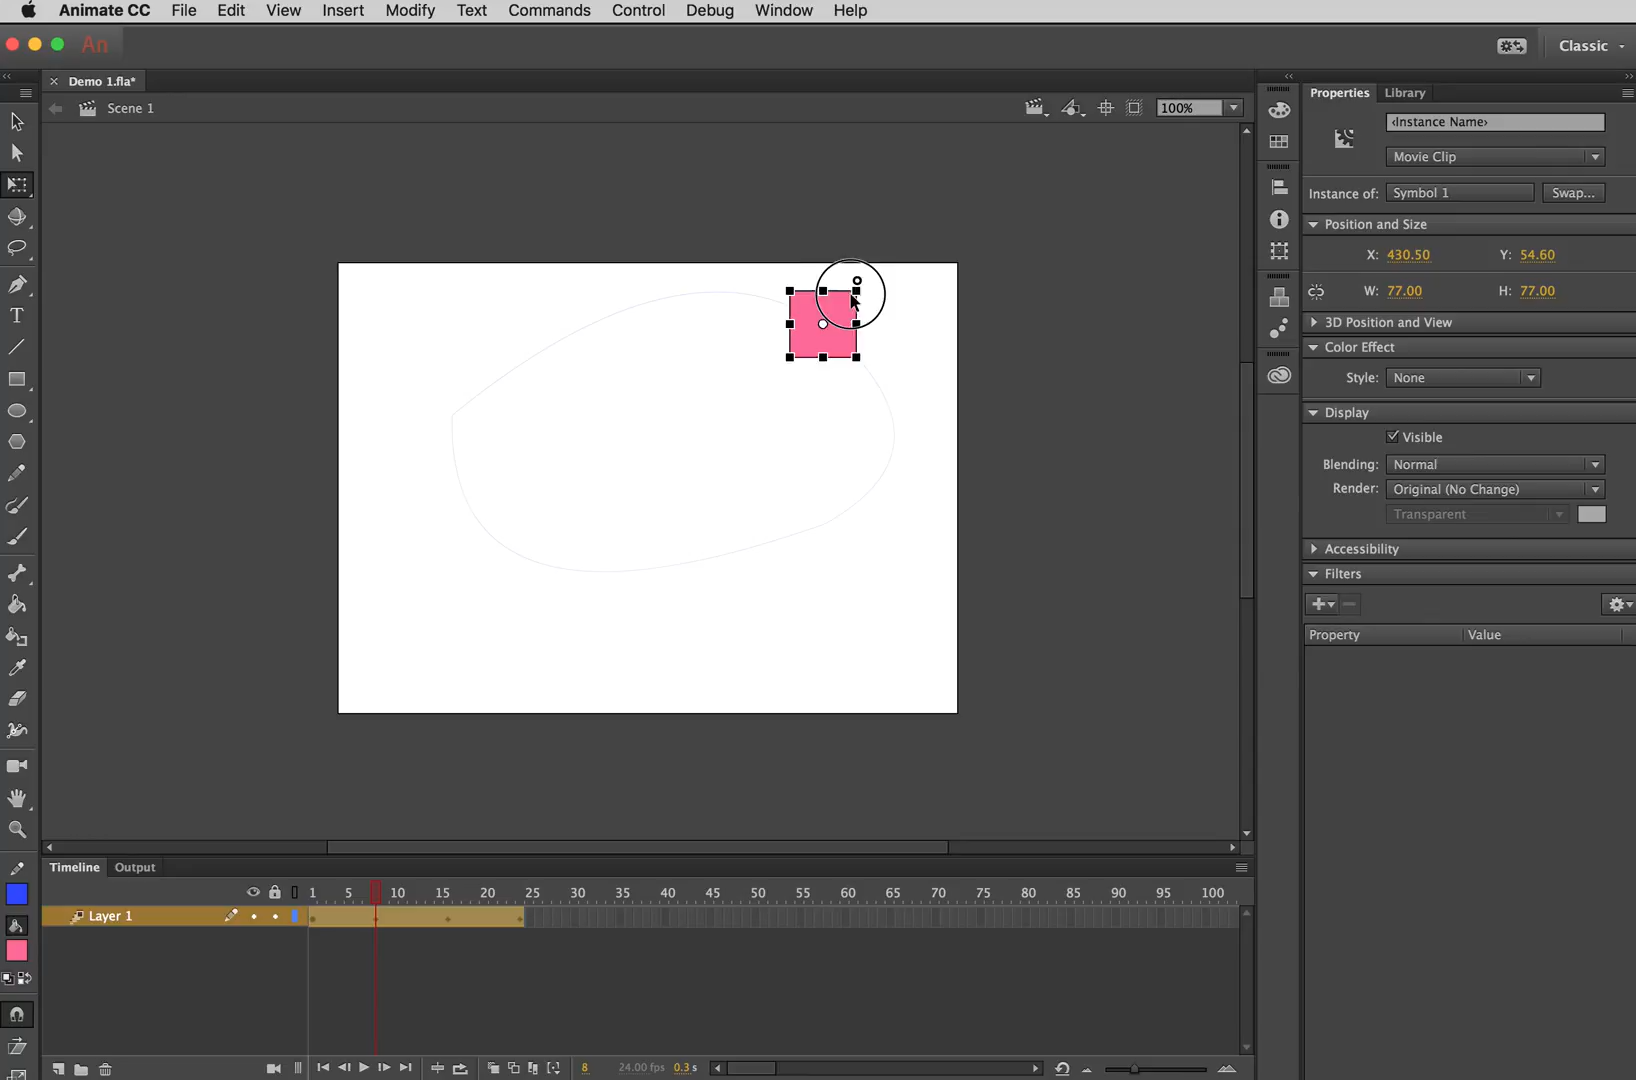 Animate CC File Edit View Insert Modify Text Commands Control Debug Window Help
An
Classic
Demo 1.fla*
Scene 1
100%
Properties Library
<Instance Name>
Movie Clip
Instance of: Symbol 1 Swap...
Position and Size
X: 430.50 Y: 54.60
W: 77.00 H: 77.00
3D Position and View
Color Effect
Style: None
Display
Visible
Blending: Normal
Render: Original (No Change)
Transparent
Accessibility
Filters
Property Value
Timeline Output
1 5 10 15 20 25 30 35 40 45 50 55 60 65 70 75 80 85 90 95 100
Layer 1
8 24.00 fps 0.3 s